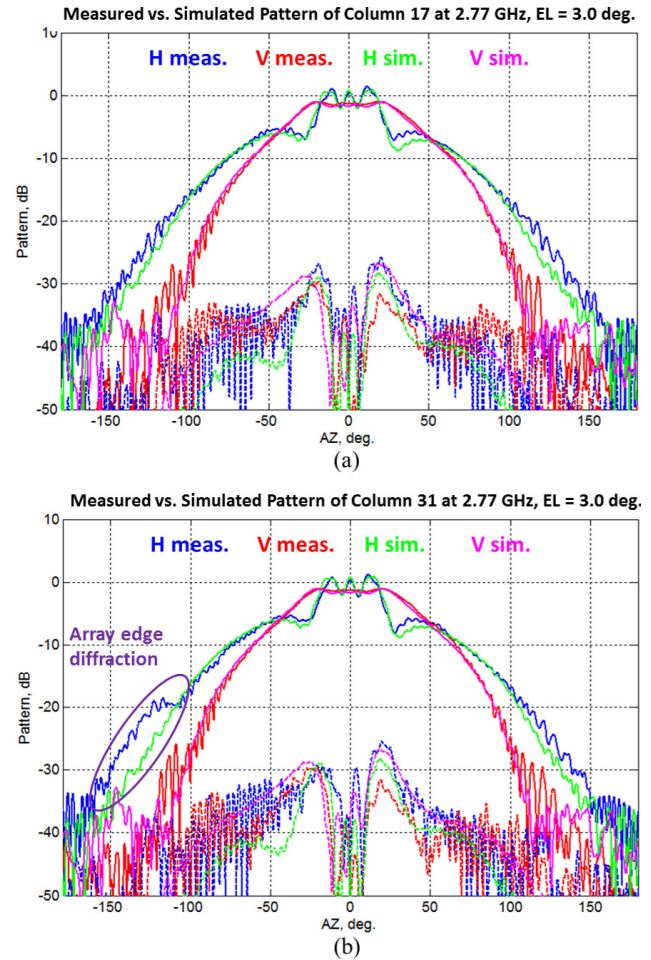 Measured vs. Simulated Pattern of Column 17 at 2.77 GHz, EL = 3.0 deg.
10
H meas. V meas. H sim. V sim.
0
-10
-20
-30
-40
-50
Pattern, dB
-150 -100 -50 0 50 100 150
AZ, deg.
(a)
Measured vs. Simulated Pattern of Column 31 at 2.77 GHz, EL = 3.0 deg.
10
H meas. V meas. H sim. V sim.
0
Array edge
diffraction
-10
-20
-30
-40
-50
Pattern, dB
-150 -100 -50 0 50 100 150
AZ, deg.
(b)